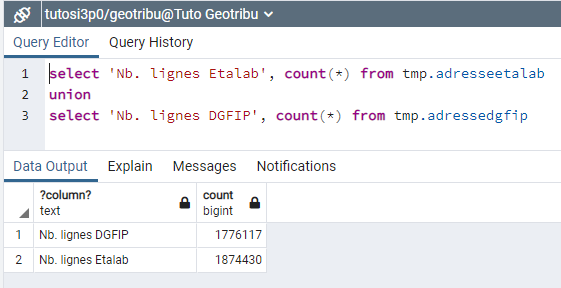 tutosi3p0/geotribu@Tuto Geotribu
Query Editor Query History
1 select 'Nb. lignes Etalab', count(*) from tmp.adresseetalab
2 union
3 select 'Nb. lignes DGFIP', count(*) from tmp.adressedgfip
Data Output Explain Messages Notifications
?column? count
text bigint
1 Nb. lignes DGFIP 1776117
2 Nb. lignes Etalab 1874430